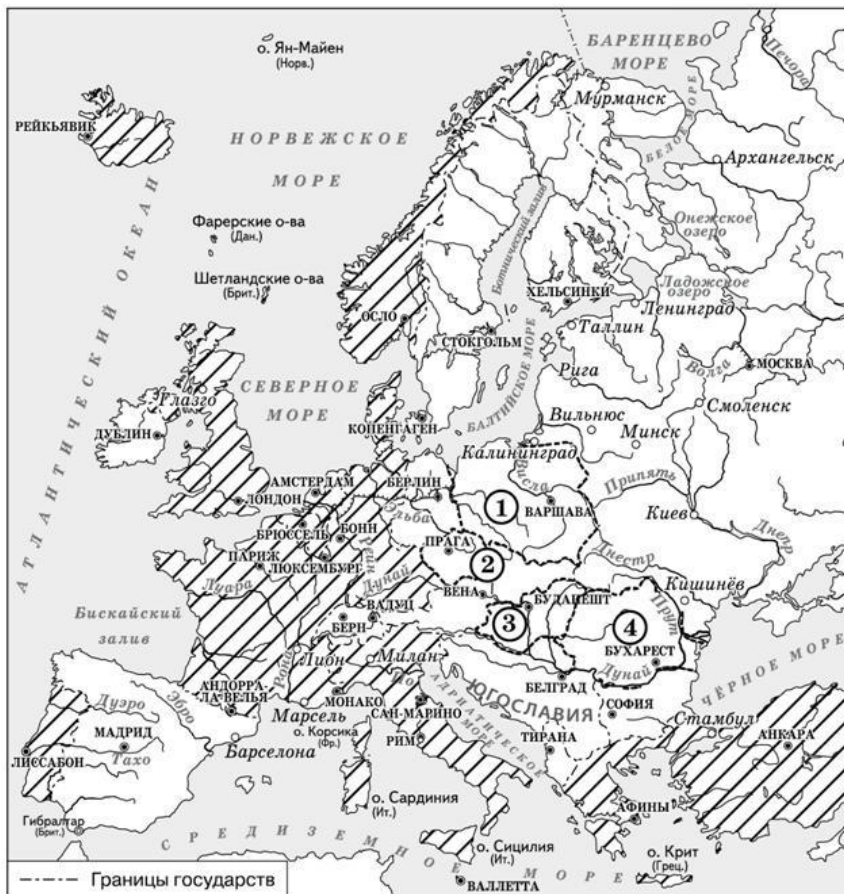 о. Ян-Майен
(Норв.)
БАРЕНЦЕВО
МОРЕ
Печора
Мурманск
РЕЙКЬЯВИК
НОРВЕЖСКОЕ
МОРЕ
БЕЛОЕ МОРЕ
Архангельск
АТЛАНТИЧЕСКИЙ ОКЕАН
Фарерские о-ва
(Дан.)
Шетландские о-ва
(Брит.)
Ботнический залив
Онежское
озеро
Ладожское
озеро
ХЕЛЬСИНКИ
Ленинград
ОСЛО
СТОКГОЛЬМ
Таллин
Волга
МОСКВА
СЕВЕРНОЕ
МОРЕ
БАЛТИЙСКОЕ МОРЕ
Рига
Глазго
Смоленск
ДУБЛИН
КОПЕНГАГЕН
Вильнюс
Минск
Калининград
АМСТЕРДАМ
БЕРЛИН
Висла
Припять
ЛОНДОН
1
ВАРШАВА
Эльба
Киев
Днепр
БРЮССЕЛЬ
БОНН
ПРАГА
2
ПАРИЖ
ЛЮКСЕМБУРГ
Рейн
Днестр
Луара
Дунай
ВЕНА
БУДАПЕШТ
Кишинёв
Бискайский
залив
ВАДУЦ
БЕРН
3
4
Прут
Рона
Лион
Милан
БУХАРЕСТ
По
Дунай
АНДОРРА-
ЛА-ВЕЛЬЯ
БЕЛГРАД
ЧЁРНОЕ МОРЕ
Дуэро
Эбро
МОНАКО
САН-МАРИНО
АДРИАТИЧЕСКОЕ
МОРЕ
ЮГОСЛАВИЯ
СОФИЯ
Марсель
о. Корсика
(Фр.)
МАДРИД
РИМ
ТИРАНА
Стамбул
АНКАРА
ЛИССАБОН
Тахо
Барселона
о. Сардиния
(Ит.)
АФИНЫ
Гибралтар
(Брит.)
СРЕДИЗЕМНОЕ МОРЕ
о. Сицилия
(Ит.)
о. Крит
(Грец.)
ВАЛЛЕТТА
Границы государств